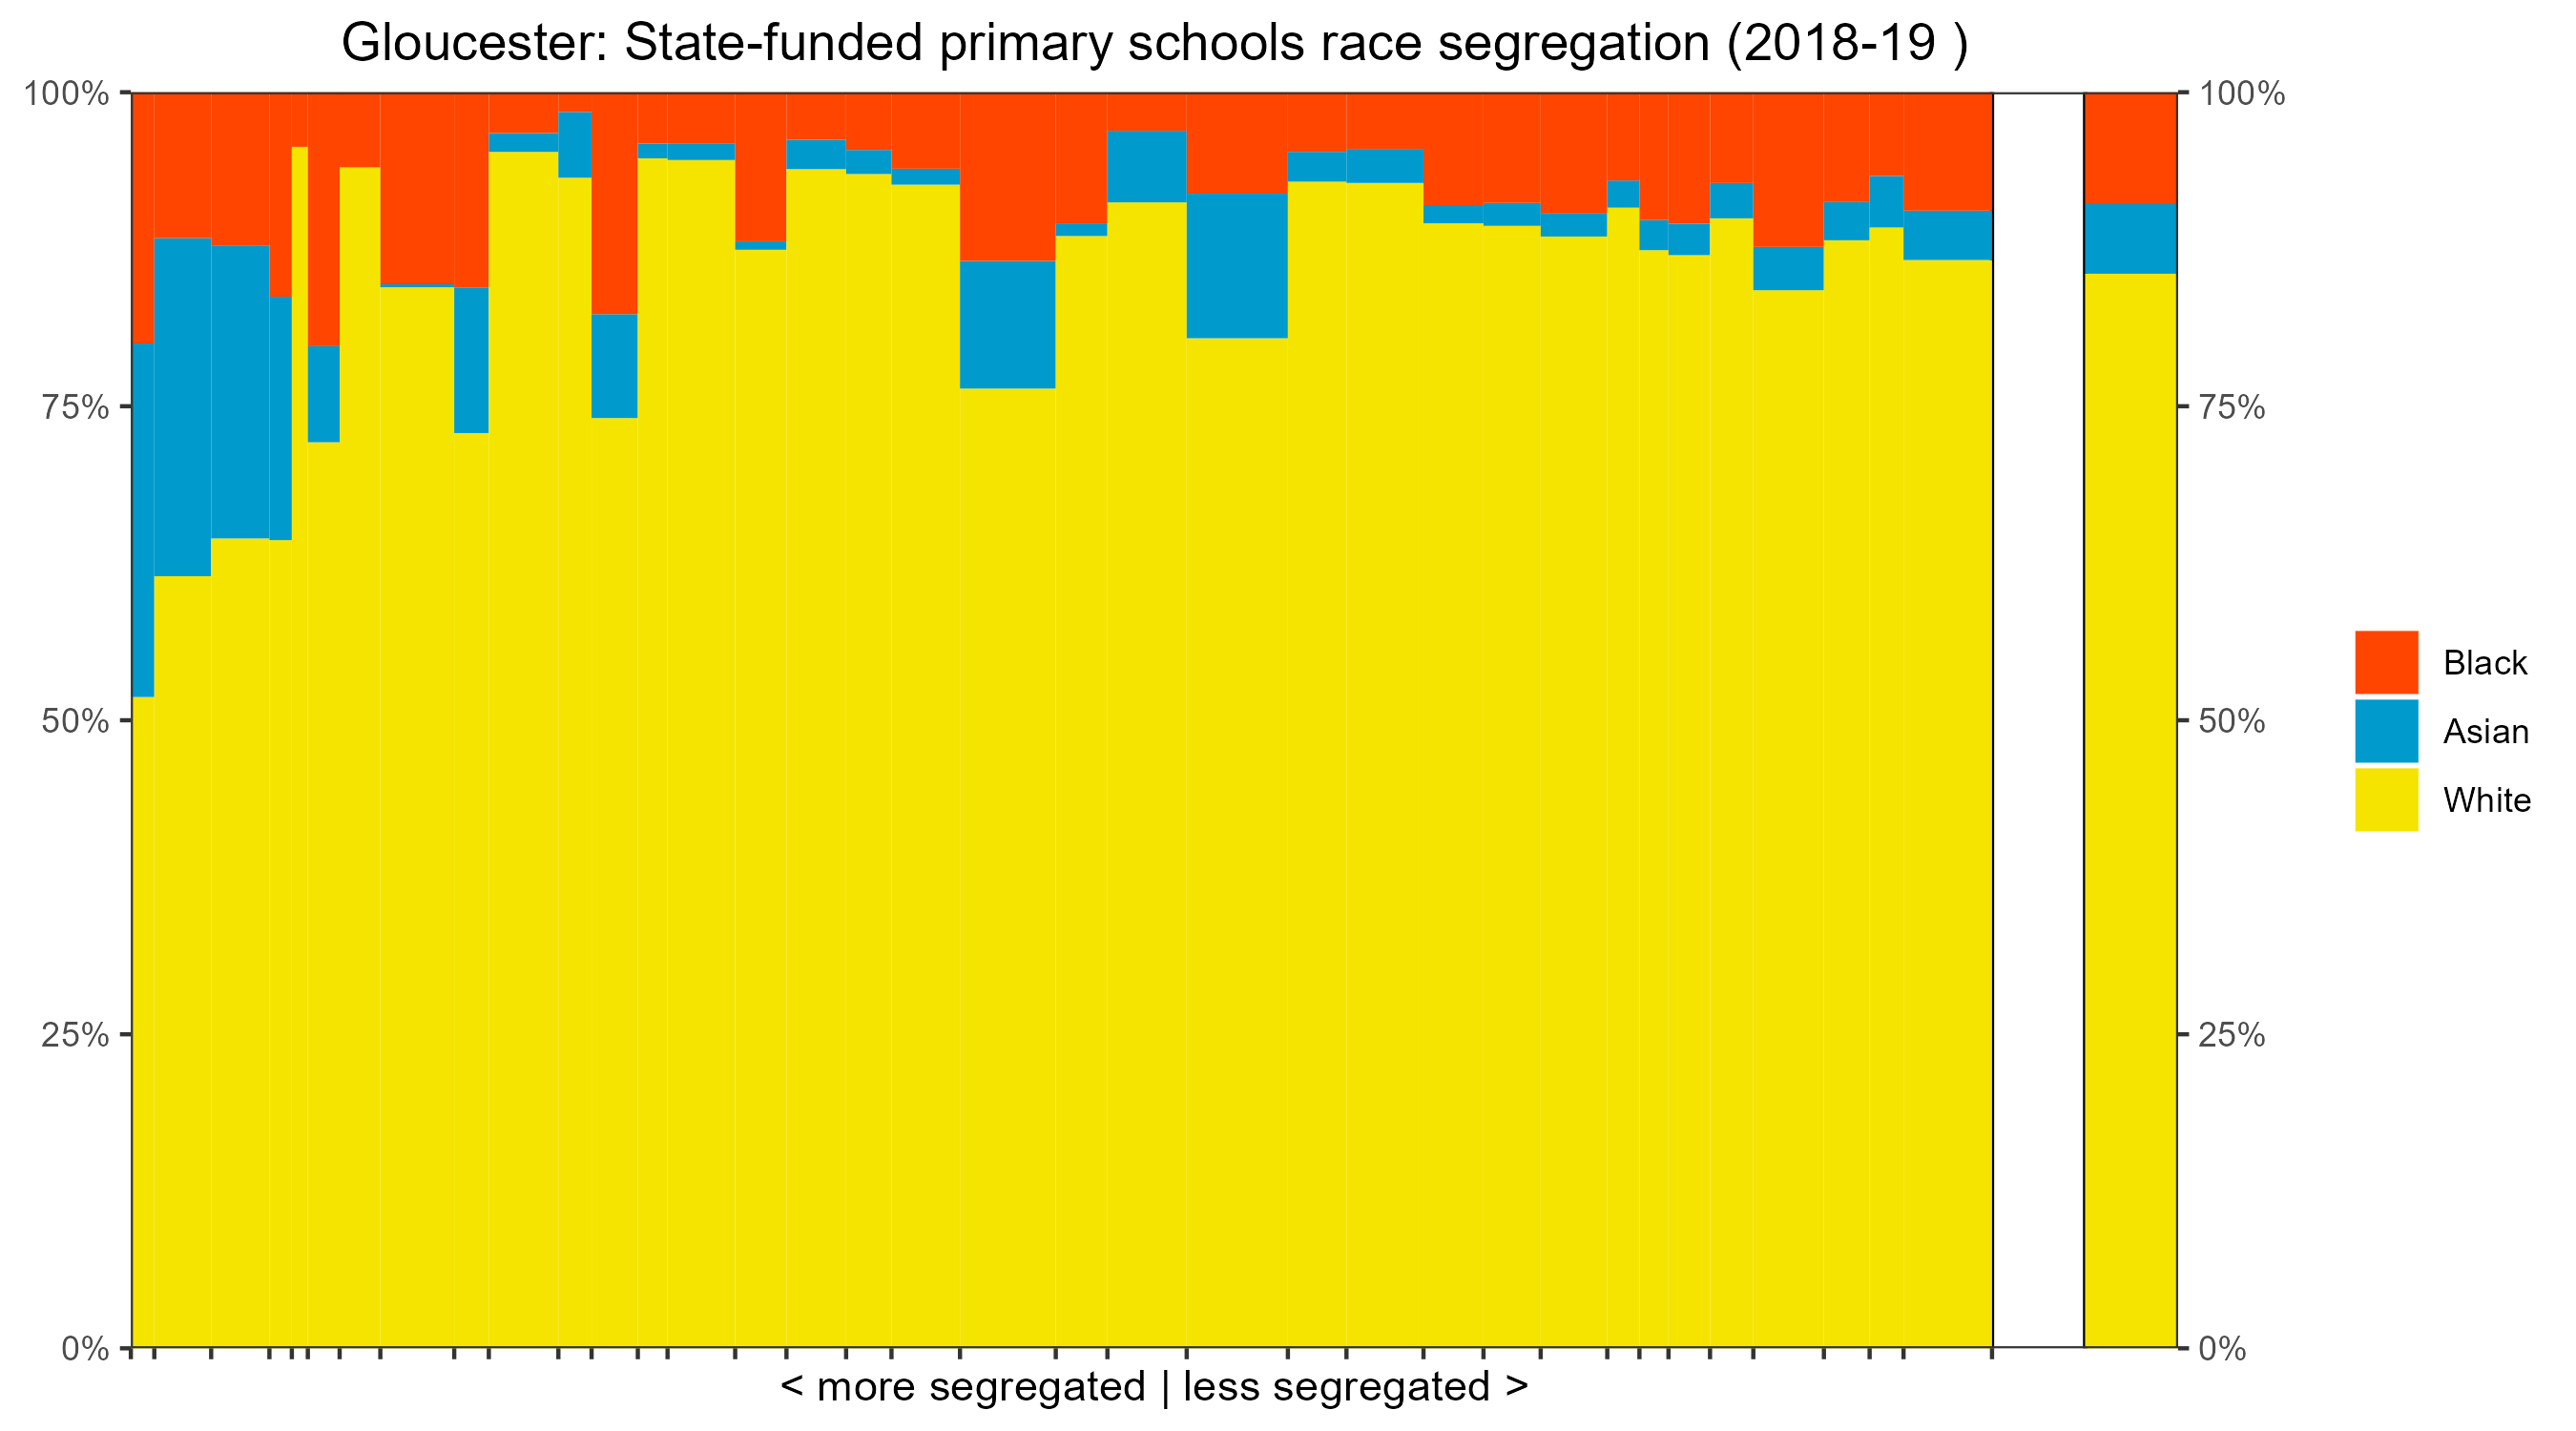 Gloucester: State-funded primary schools race segregation (2018-19 )
100%
75%
50%
25%
0%
100%
75%
50%
25%
0%
< more segregated | less segregated >
Black
Asian
White